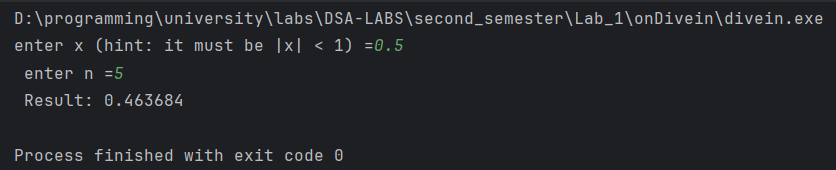 D:\programming\university\labs\DSA-LABS\second_semester\Lab_1\onDivein\divein.exe
enter x (hint: it must be |x| < 1) =0.5
enter n =5
Result: 0.463684
Process finished with exit code 0